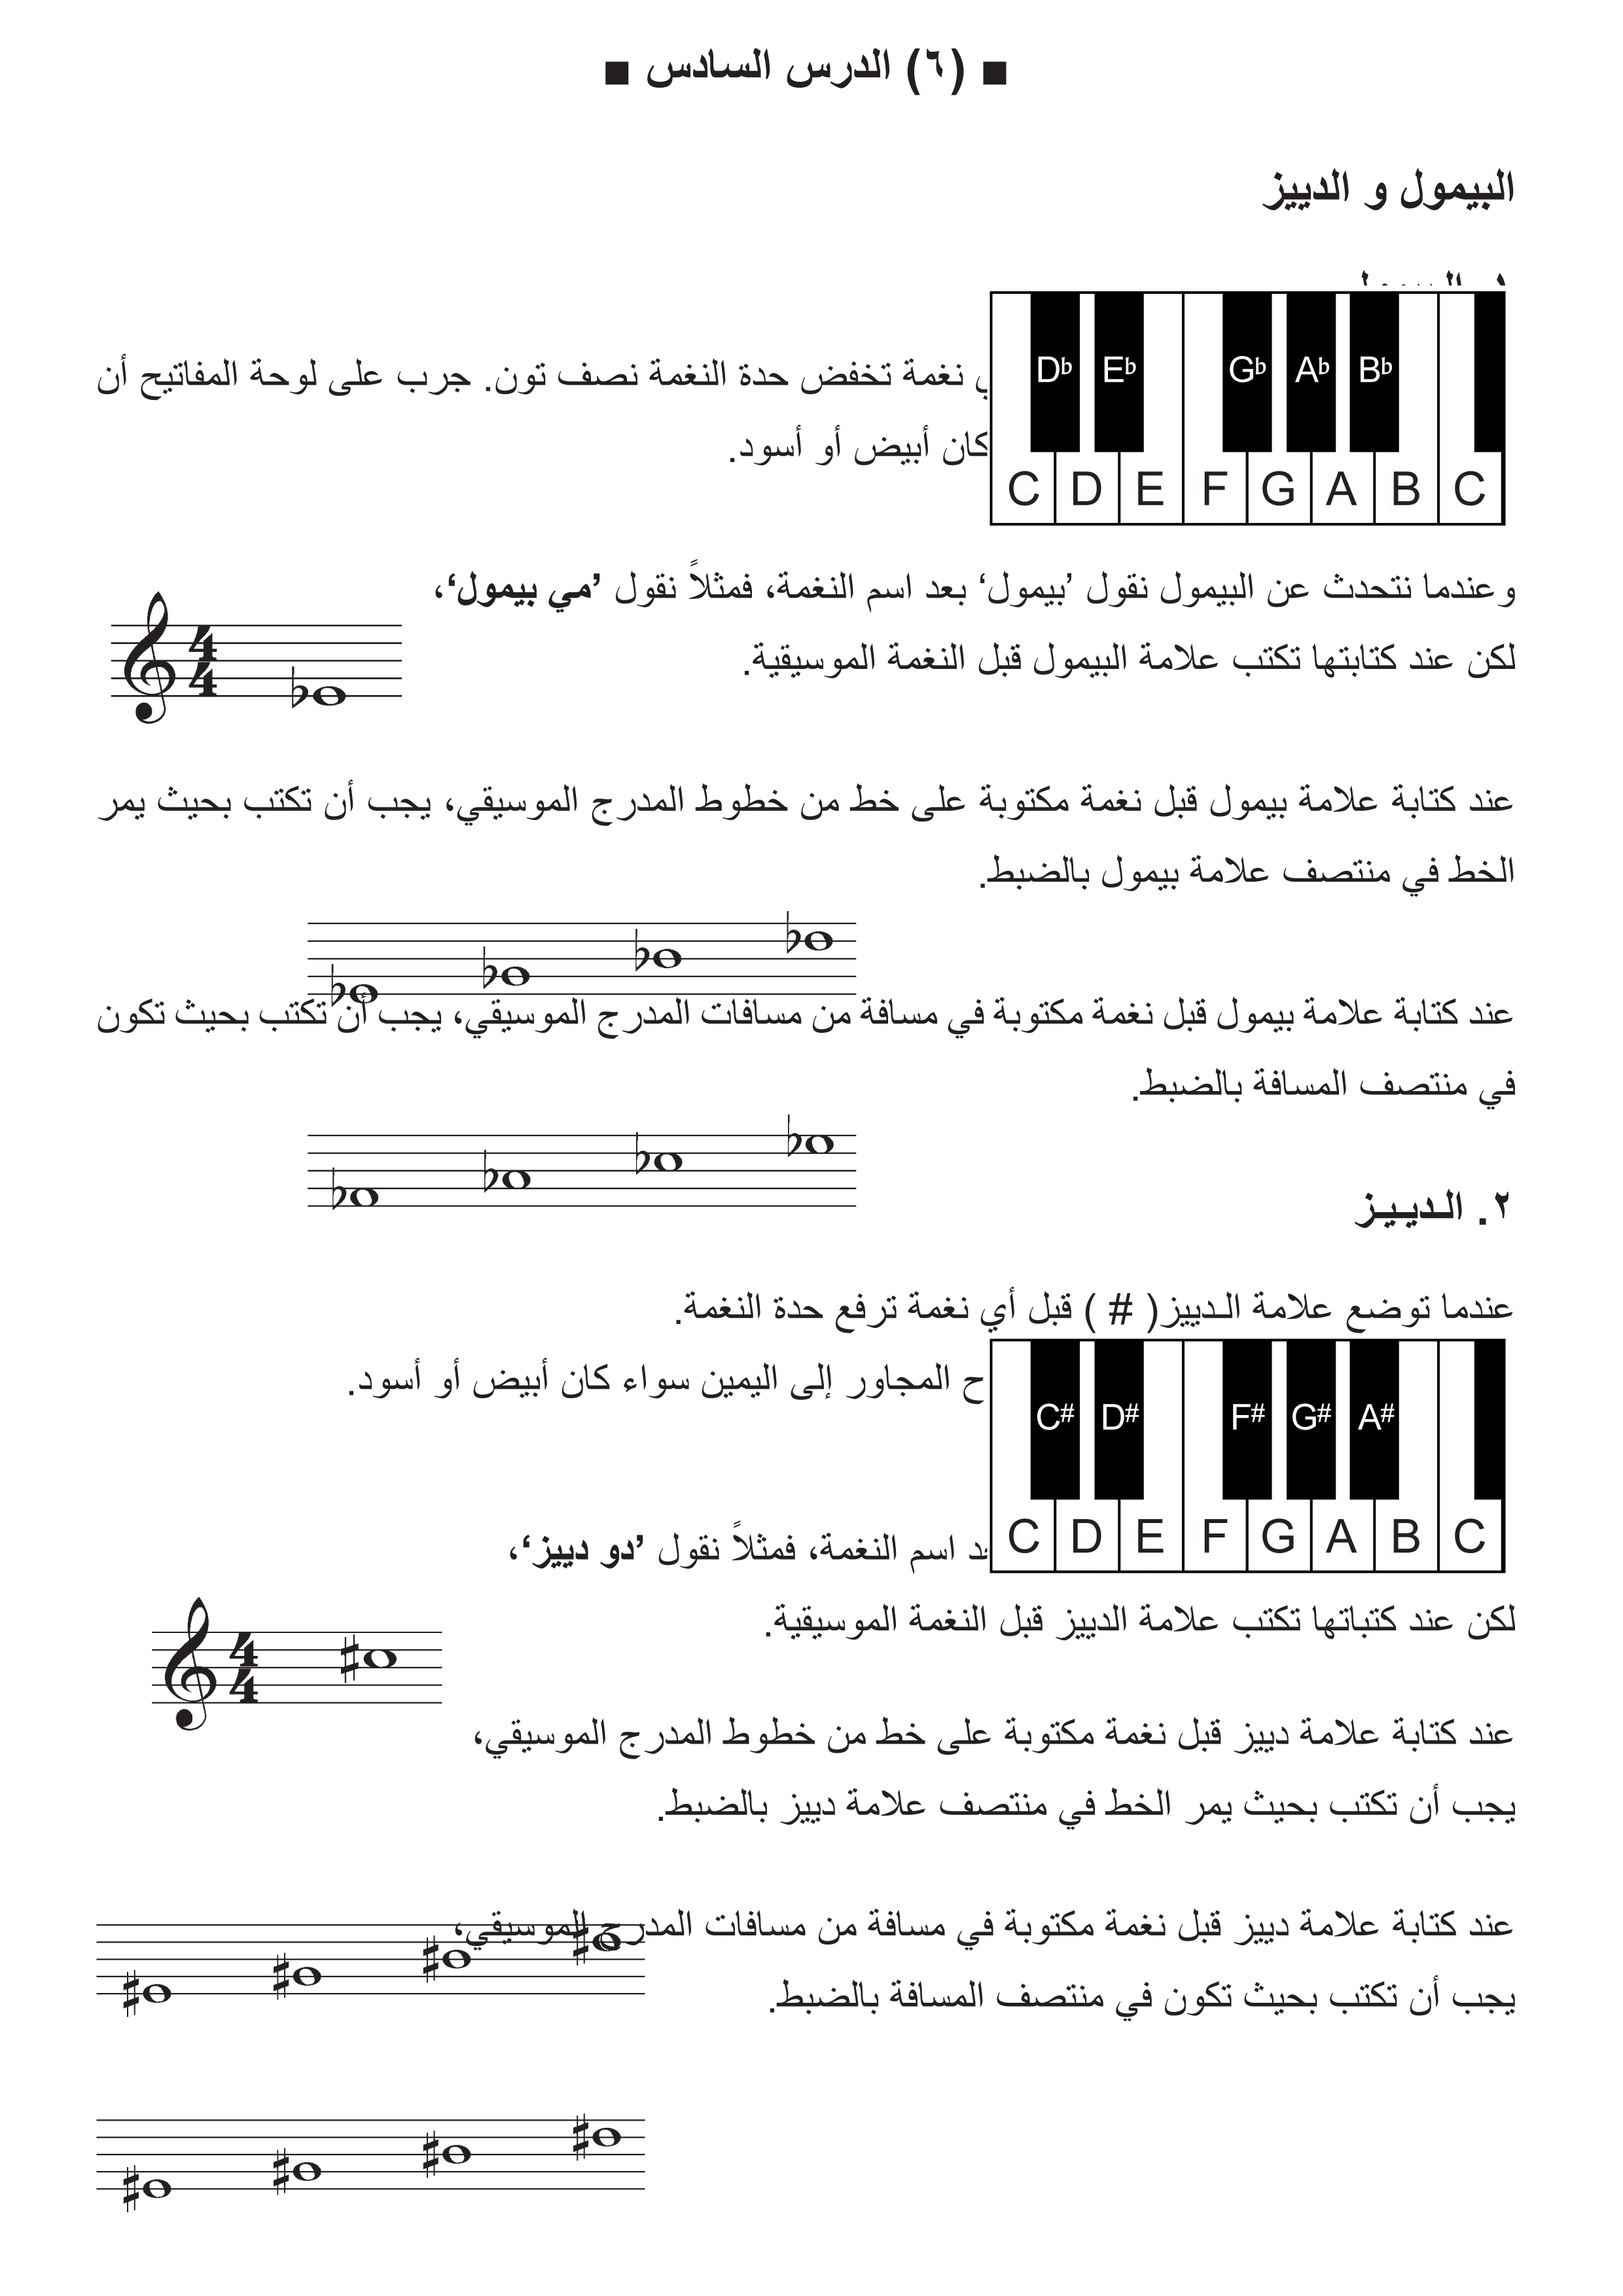 ■ (٦) الدرس السادس ■
البيمول و الدييز
D♭ E♭ G♭ A♭ B♭
C D E F G A B C
نغمة تخفض حدة النغمة نصف تون. جرب على لوحة المفاتيح أن
كان أبيض أو أسود.
وعندما نتحدث عن البيمول نقول ’بيمول‘ بعد اسم النغمة، فمثلاً نقول ’مي بيمول‘،
لكن عند كتابتها تكتب علامة البيمول قبل النغمة الموسيقية.
عند كتابة علامة بيمول قبل نغمة مكتوبة على خط من خطوط المدرج الموسيقي، يجب أن تكتب بحيث يمر
الخط في منتصف علامة بيمول بالضبط.
عند كتابة علامة بيمول قبل نغمة مكتوبة في مسافة من مسافات المدرج الموسيقي، يجب أن تكتب بحيث تكون
في منتصف المسافة بالضبط.
٢. الـديـيـز
عندما توضع علامة الـدييز( # ) قبل أي نغمة ترفع حدة النغمة.
C# D# F# G# A#
المجاور إلى اليمين سواء كان أبيض أو أسود.
C D E F G A B C
اسم النغمة، فمثلاً نقول ’دو دييز‘،
لكن عند كتباتها تكتب علامة الدييز قبل النغمة الموسيقية.
عند كتابة علامة دييز قبل نغمة مكتوبة على خط من خطوط المدرج الموسيقي،
يجب أن تكتب بحيث يمر الخط في منتصف علامة دييز بالضبط.
عند كتابة علامة دييز قبل نغمة مكتوبة في مسافة من مسافات المدرج الموسيقي،
يجب أن تكتب بحيث تكون في منتصف المسافة بالضبط.